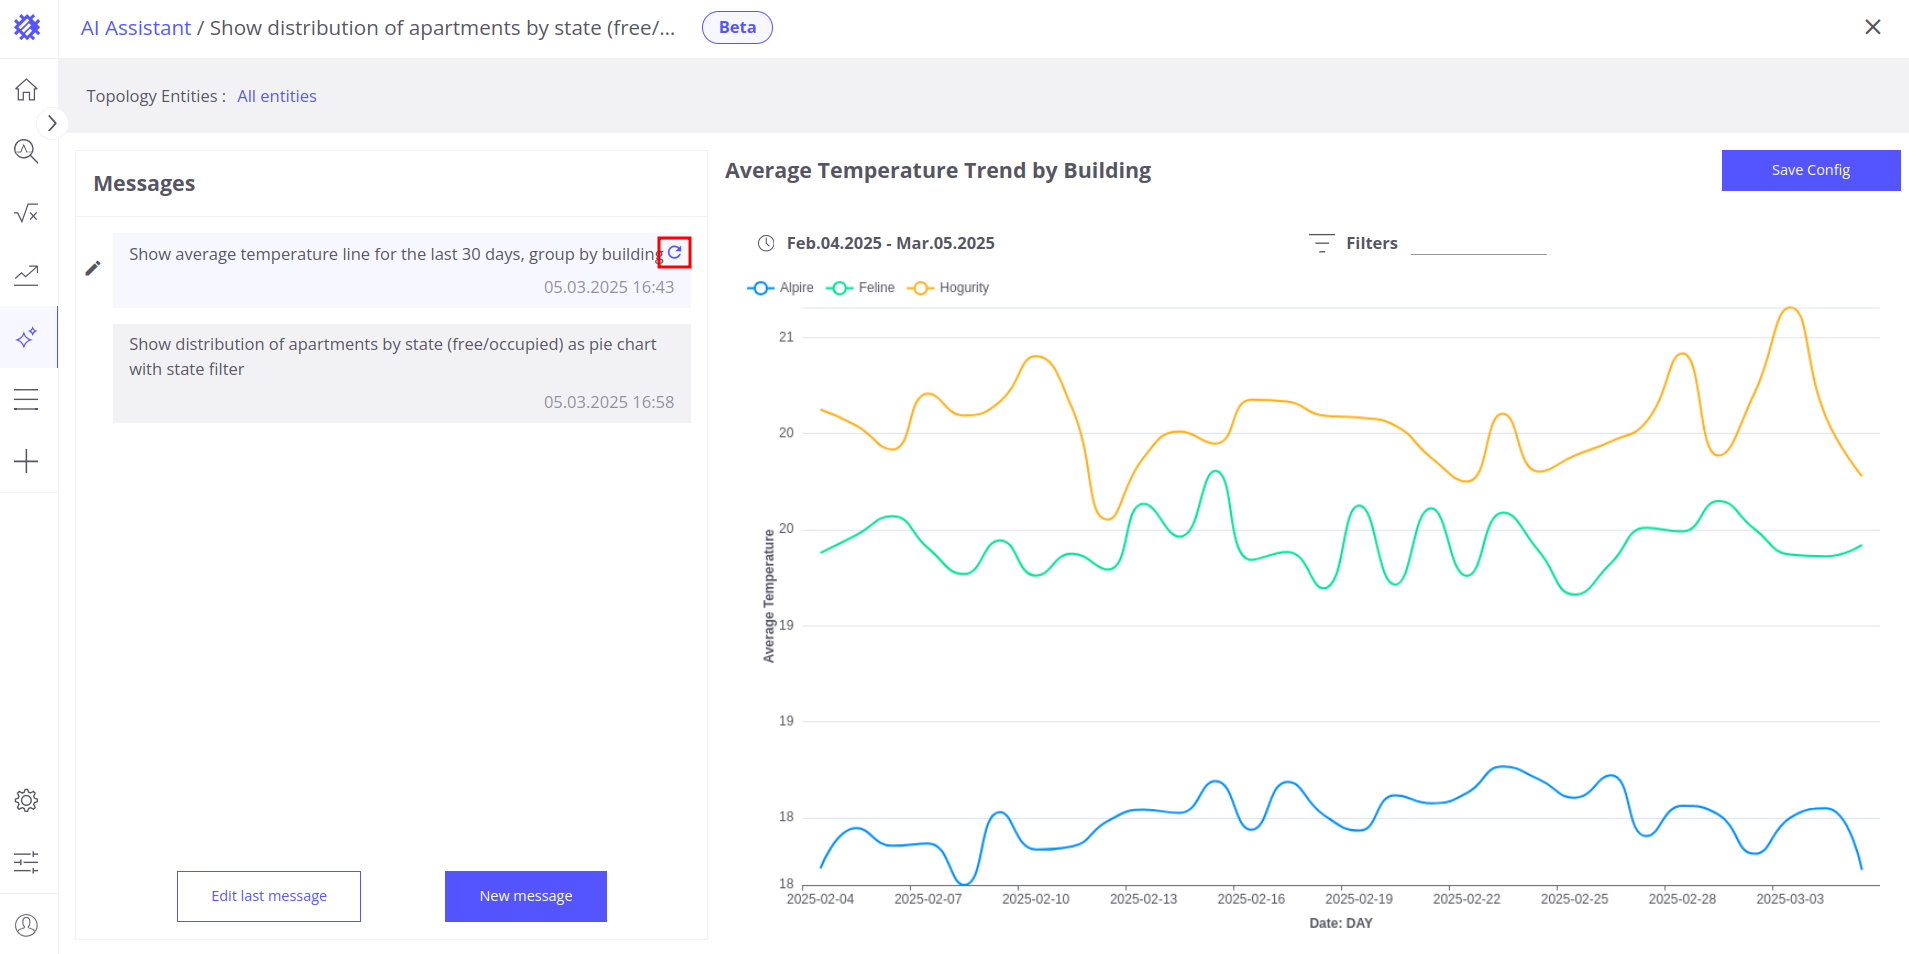 AI Assistant / Show distribution of apartments by state (free/...
Beta
Topology Entities : All entities
Messages
Show average temperature line for the last 30 days, group by building
05.03.2025 16:43
Show distribution of apartments by state (free/occupied) as pie chart
with state filter
05.03.2025 16:58
Edit last message
New message
Average Temperature Trend by Building
Save Config
Feb.04.2025 - Mar.05.2025
Filters
Alpire Feline Hogurity
21
20
20
19
19
18
18
Average Temperature
2025-02-04 2025-02-07 2025-02-10 2025-02-13 2025-02-16 2025-02-19 2025-02-22 2025-02-25 2025-02-28 2025-03-03
Date: DAY